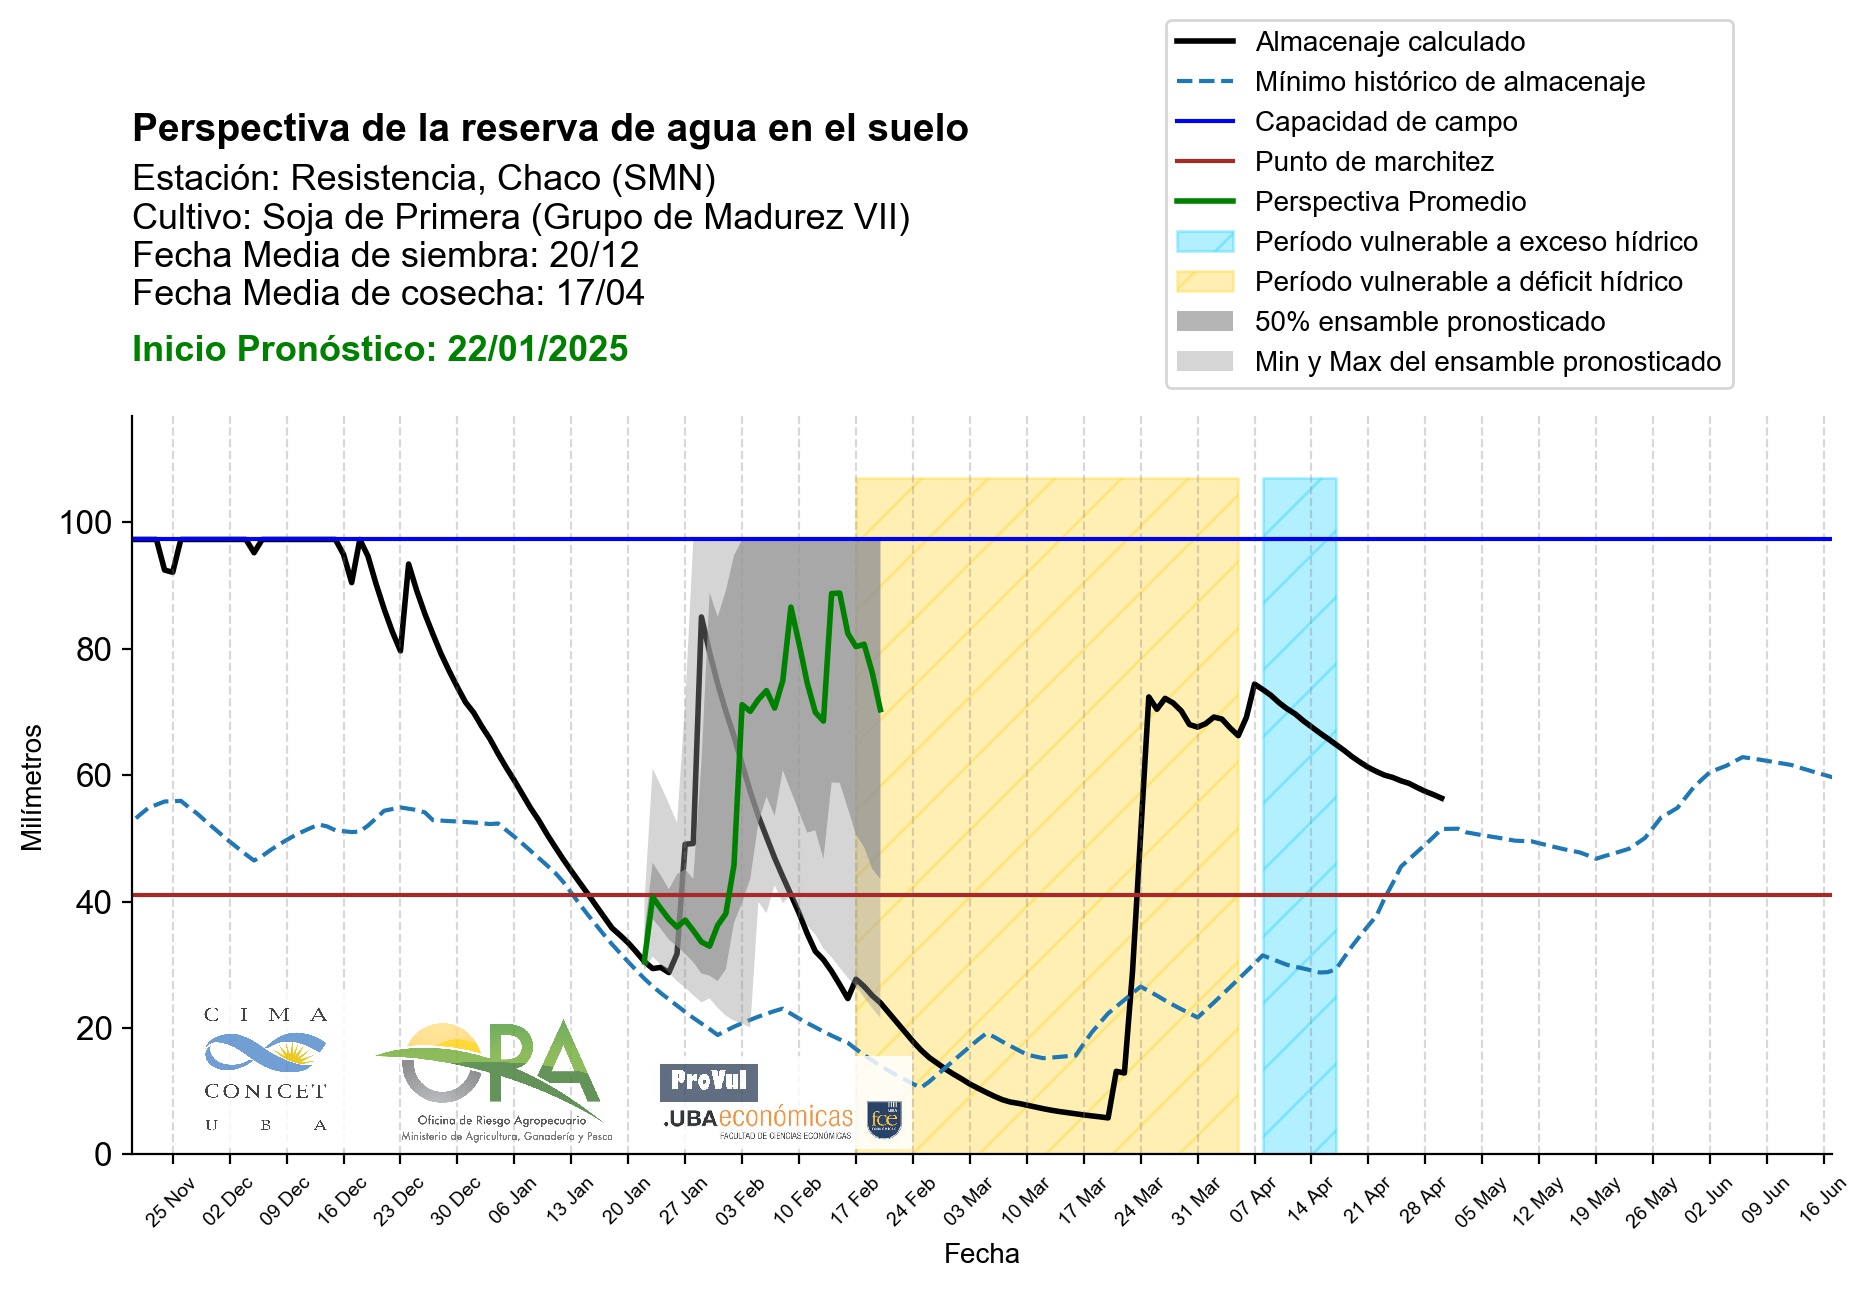 Almacenaje calculado
Mínimo histórico de almacenaje
Capacidad de campo
Punto de marchitez
Perspectiva Promedio
Período vulnerable a exceso hídrico
Período vulnerable a déficit hídrico
50% ensamble pronosticado
Min y Max del ensamble pronosticado
Perspectiva de la reserva de agua en el suelo
Estación: Resistencia, Chaco (SMN)
Cultivo: Soja de Primera (Grupo de Madurez VII)
Fecha Media de siembra: 20/12
Fecha Media de cosecha: 17/04
Inicio Pronóstico: 22/01/2025
Milímetros
100
80
60
40
20
0
C I M A
CONICET
U B A
ORA
Oficina de Riesgo Agropecuario
Ministerio de Agricultura, Ganadería y Pesca
ProVul
.UBAeconómicas
FACULTAD DE CIENCIAS ECONÓMICAS
UBA
fce
ECONÓMICAS
25 Nov
02 Dec
09 Dec
16 Dec
23 Dec
30 Dec
06 Jan
13 Jan
20 Jan
27 Jan
03 Feb
10 Feb
17 Feb
24 Feb
03 Mar
10 Mar
17 Mar
24 Mar
31 Mar
07 Apr
14 Apr
21 Apr
28 Apr
05 May
12 May
19 May
26 May
02 Jun
09 Jun
16 Jun
Fecha